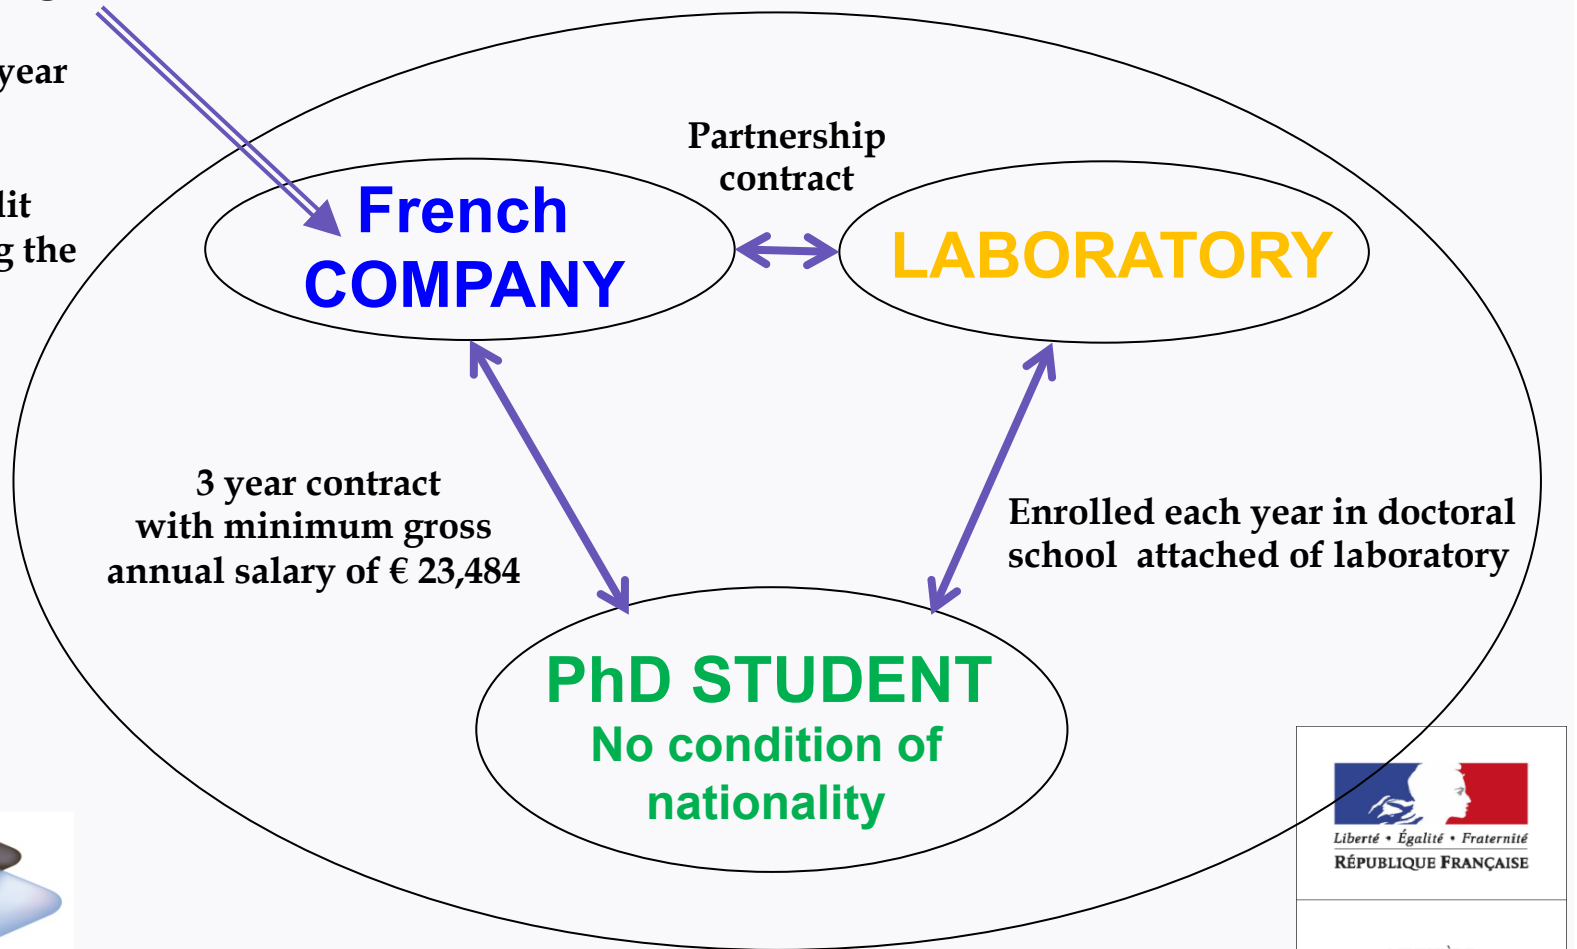 year
g the
Partnership
contract
French
COMPANY
LABORATORY
3 year contract
with minimum gross
annual salary of € 23,484
Enrolled each year in doctoral
school attached of laboratory
PhD STUDENT
No condition of
nationality
Liberté • Égalité • Fraternité
RÉPUBLIQUE FRANÇAISE